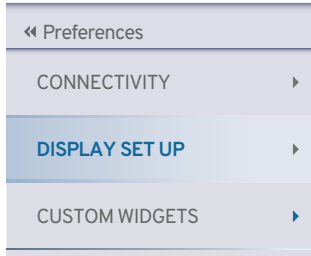 Preferences
CONNECTIVITY
DISPLAY SET UP
CUSTOM WIDGETS